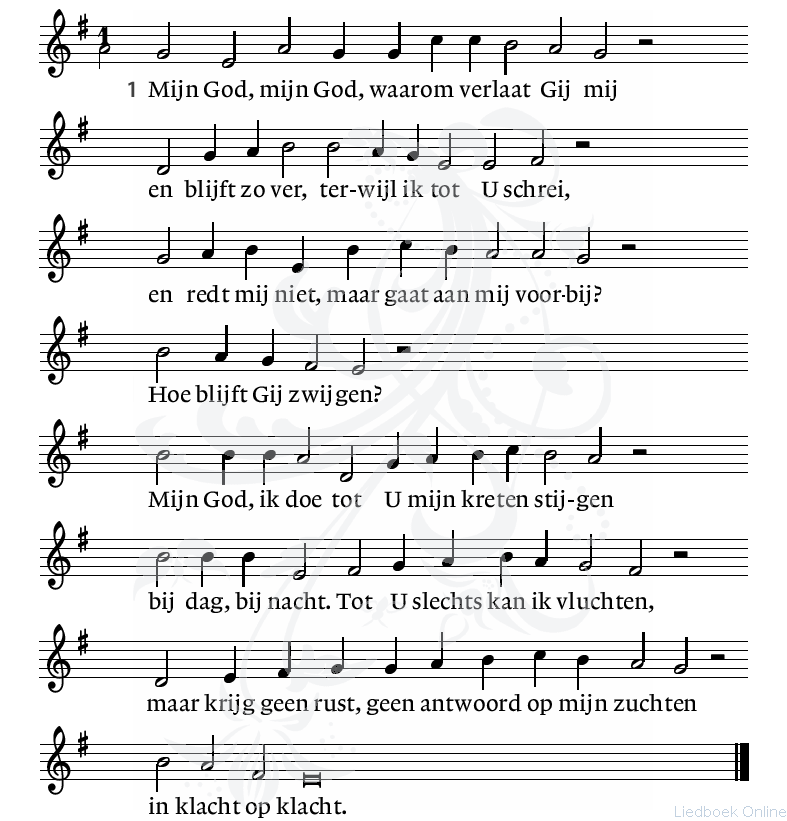 1 Mijn God, mijn God, waarom verlaat Gij mij
en blijft zo ver, ter-wijl ik tot U schrei,
en redt mij niet, maar gaat aan mij voor-bij?
Hoe blijft Gij zwijgen?
Mijn God, ik doe tot U mijn kreten stij-gen
bij dag, bij nacht. Tot U slechts kan ik vluchten,
maar krijg geen rust, geen antwoord op mijn zuchten
in klacht op klacht.
Liedboek Online